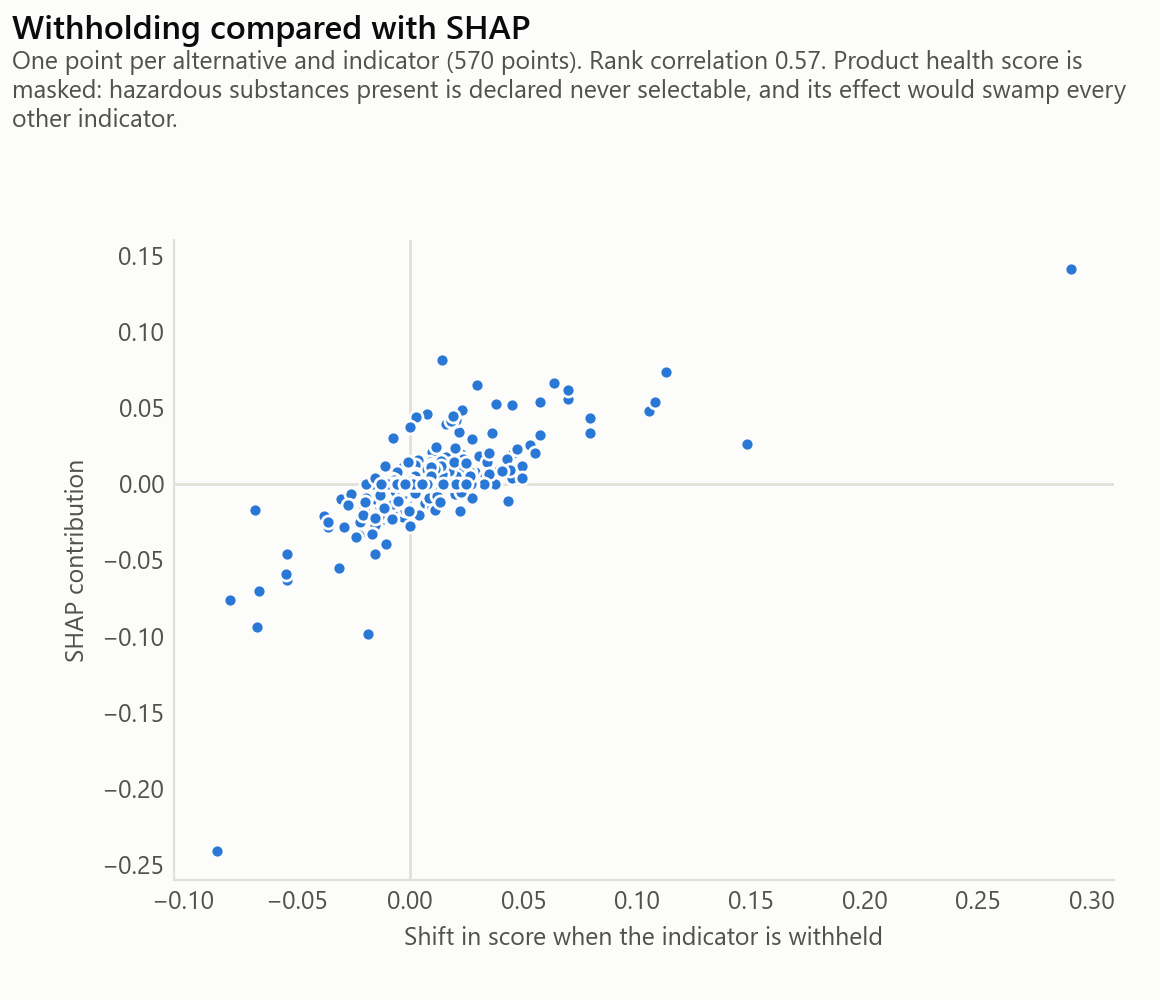 Withholding compared with SHAP
One point per alternative and indicator (570 points). Rank correlation 0.57. Product health score is
masked: hazardous substances present is declared never selectable, and its effect would swamp every
other indicator.
0.15
0.10
0.05
0.00
−0.05
−0.10
−0.15
−0.20
−0.25
SHAP contribution
−0.10 −0.05 0.00 0.05 0.10 0.15 0.20 0.25 0.30
Shift in score when the indicator is withheld